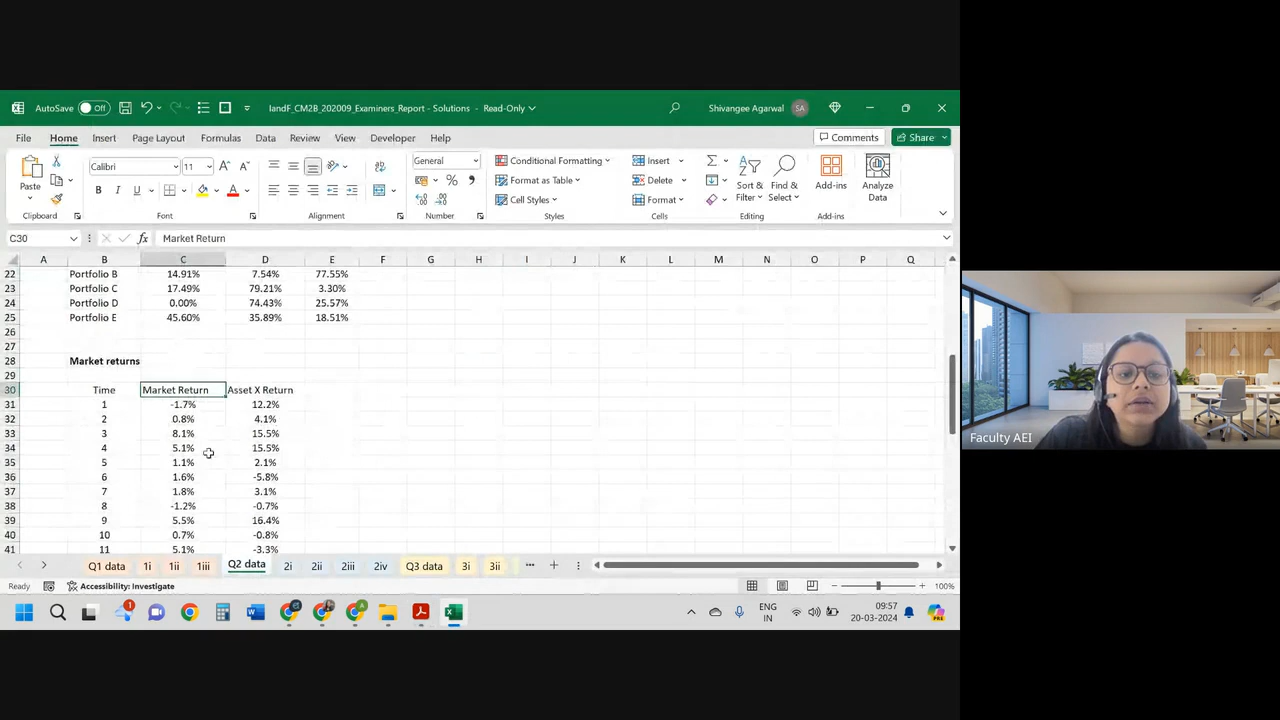 AutoSave Off IandF_CM2B_202009_Examiners_Report - Solutions - Read-Only Shivangee Agarwal SA
File Home Insert Page Layout Formulas Data Review View Developer Help Comments Share
Paste Calibri 11 General Conditional Formatting Insert Sort & Filter Find & Select Add-ins Analyze Data
Format as Table Delete
Cell Styles Format
Clipboard Font Alignment Number Styles Cells Editing Add-ins
C30 fx Market Return
A B C D E F G H I J K L M N O P Q
22 Portfolio B 14.91% 7.54% 77.55%
23 Portfolio C 17.49% 79.21% 3.30%
24 Portfolio D 0.00% 74.43% 25.57%
25 Portfolio E 45.60% 35.89% 18.51%
26
27
28 Market returns
29
30 Time Market Return Asset X Return
31 1 -1.7% 12.2%
32 2 0.8% 4.1%
33 3 8.1% 15.5%
34 4 5.1% 15.5%
35 5 1.1% 2.1%
36 6 1.6% -5.8%
37 7 1.8% 3.1%
38 8 -1.2% -0.7%
39 9 5.5% 16.4%
40 10 0.7% -0.8%
41 11 5.1% -3.3%
Q1 data 1i 1ii 1iii Q2 data 2i 2ii 2iii 2iv Q3 data 3i 3ii
Ready Accessibility: Investigate 100%
ENG IN 09:57 20-03-2024
Faculty AEI